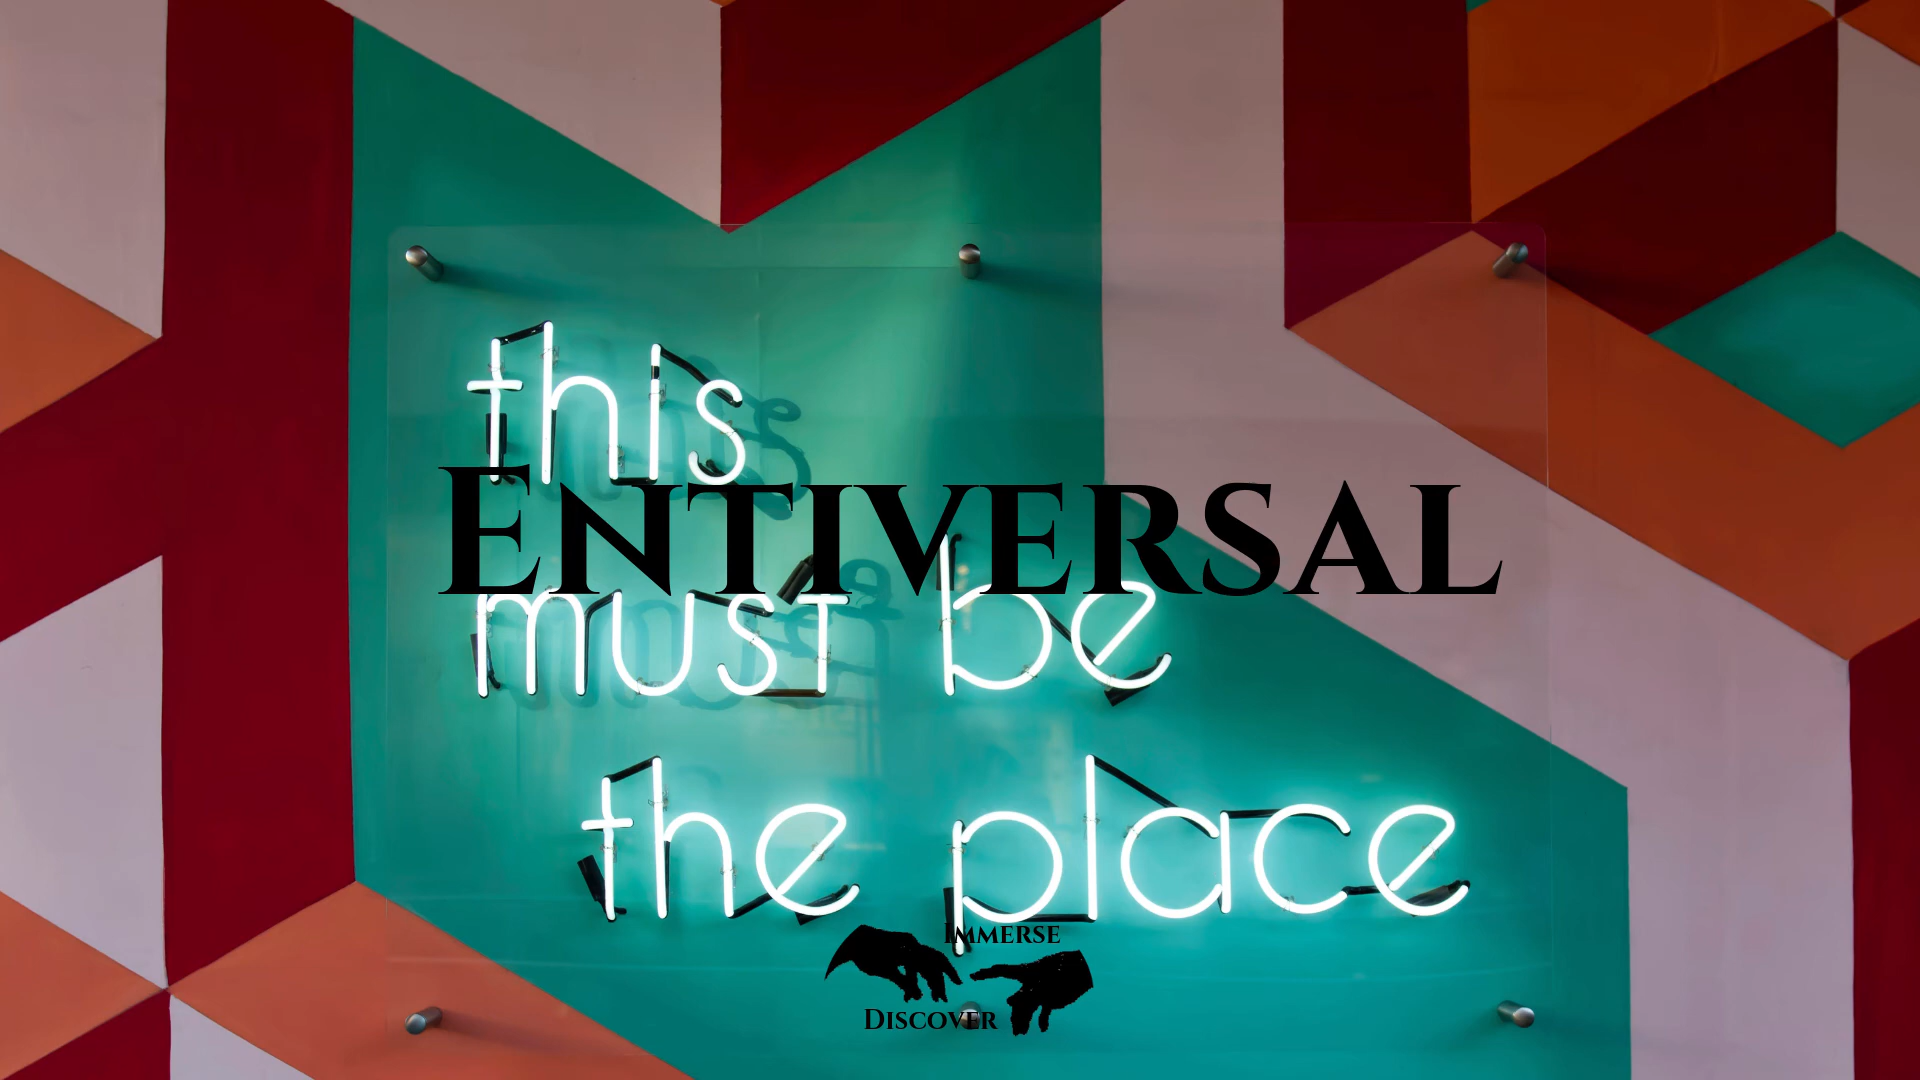 this
Entiversal
must be
the place
Immerse
Discover